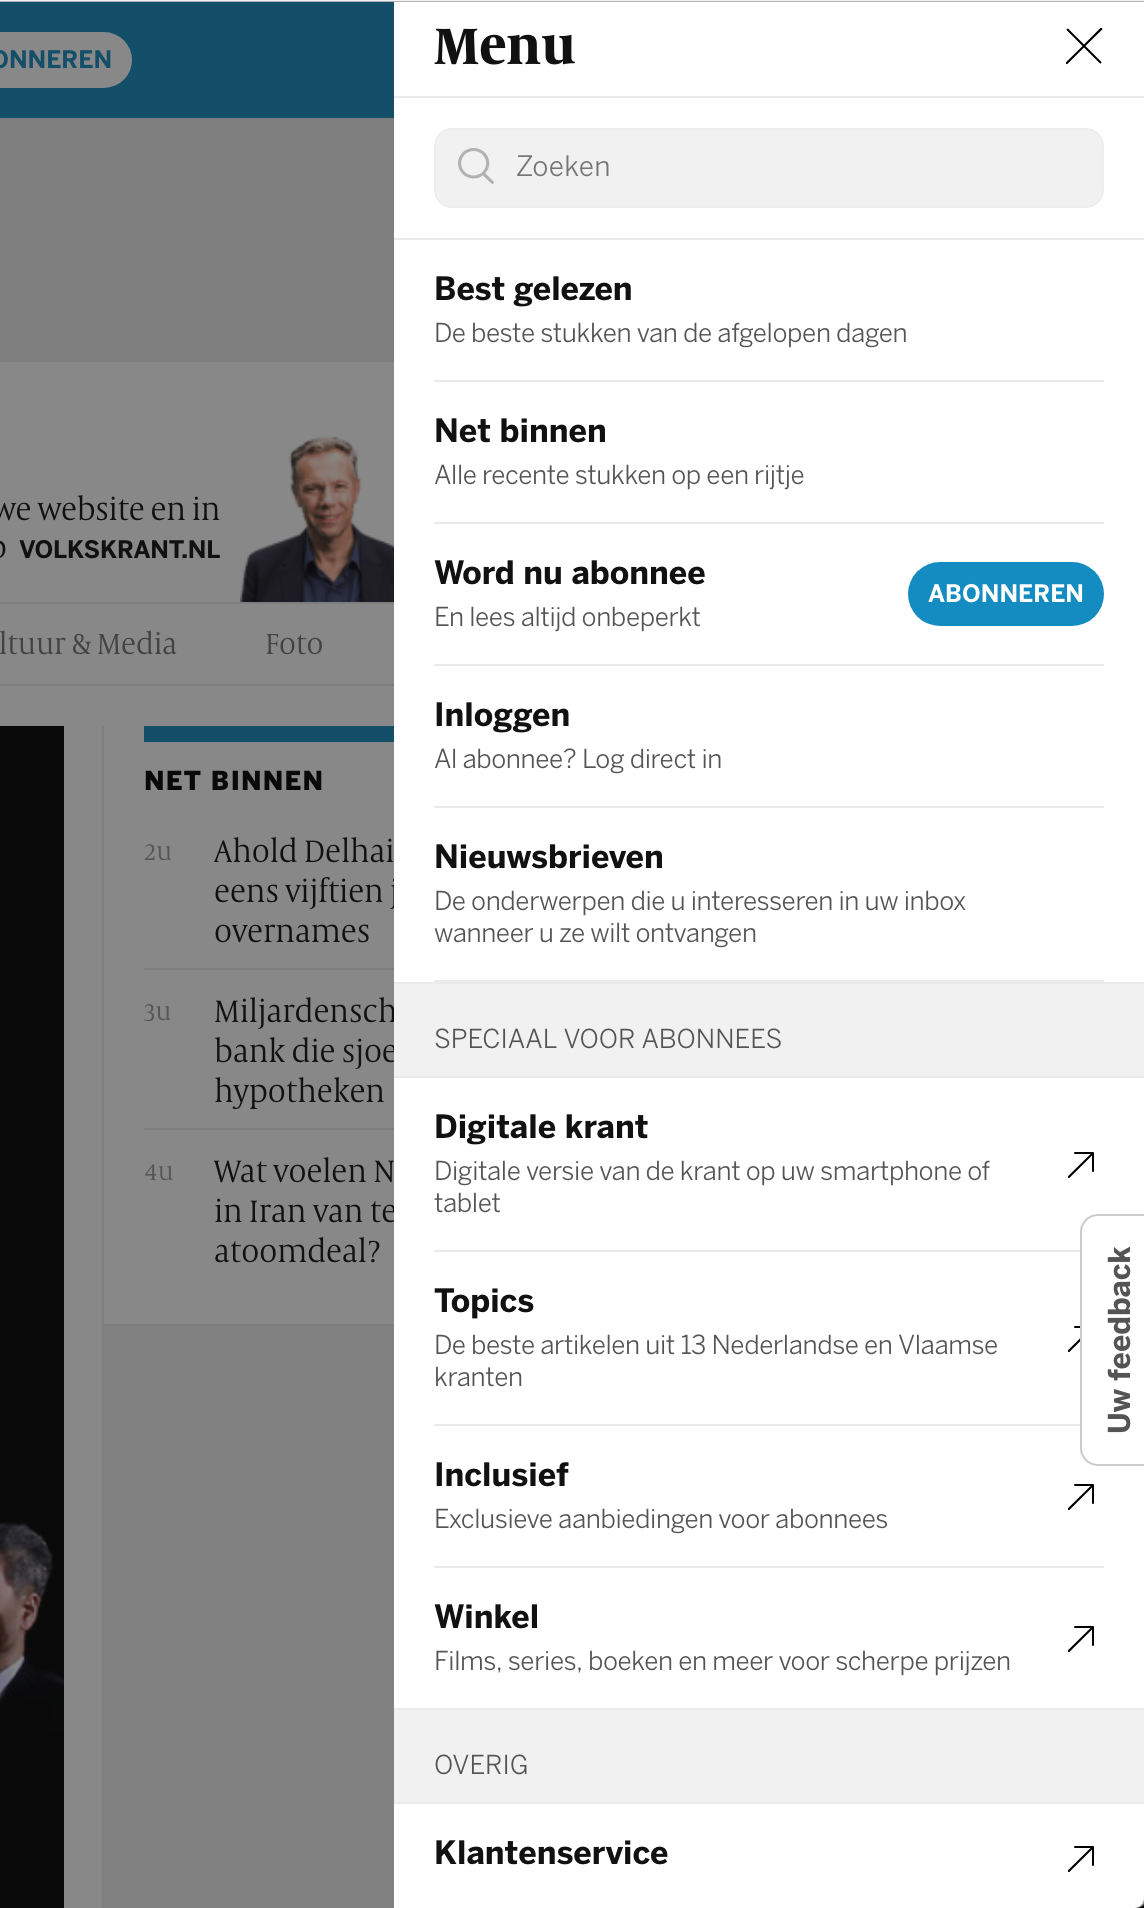 ONNEREN
we website en in
VOLKSKRANT.NL
ltuur & Media
Foto
NET BINNEN
2u
Ahold Delhai
eens vijftien j
overnames
3u
Miljardensch
bank die sjoe
hypotheken
4u
Wat voelen N
in Iran van te
atoomdeal?
Menu
Zoeken
Best gelezen
De beste stukken van de afgelopen dagen
Net binnen
Alle recente stukken op een rijtje
Word nu abonnee
En lees altijd onbeperkt
ABONNEREN
Inloggen
Al abonnee? Log direct in
Nieuwsbrieven
De onderwerpen die u interesseren in uw inbox
wanneer u ze wilt ontvangen
SPECIAAL VOOR ABONNEES
Digitale krant
Digitale versie van de krant op uw smartphone of
tablet
Topics
De beste artikelen uit 13 Nederlandse en Vlaamse
kranten
Uw feedback
Inclusief
Exclusieve aanbiedingen voor abonnees
Winkel
Films, series, boeken en meer voor scherpe prijzen
OVERIG
Klantenservice